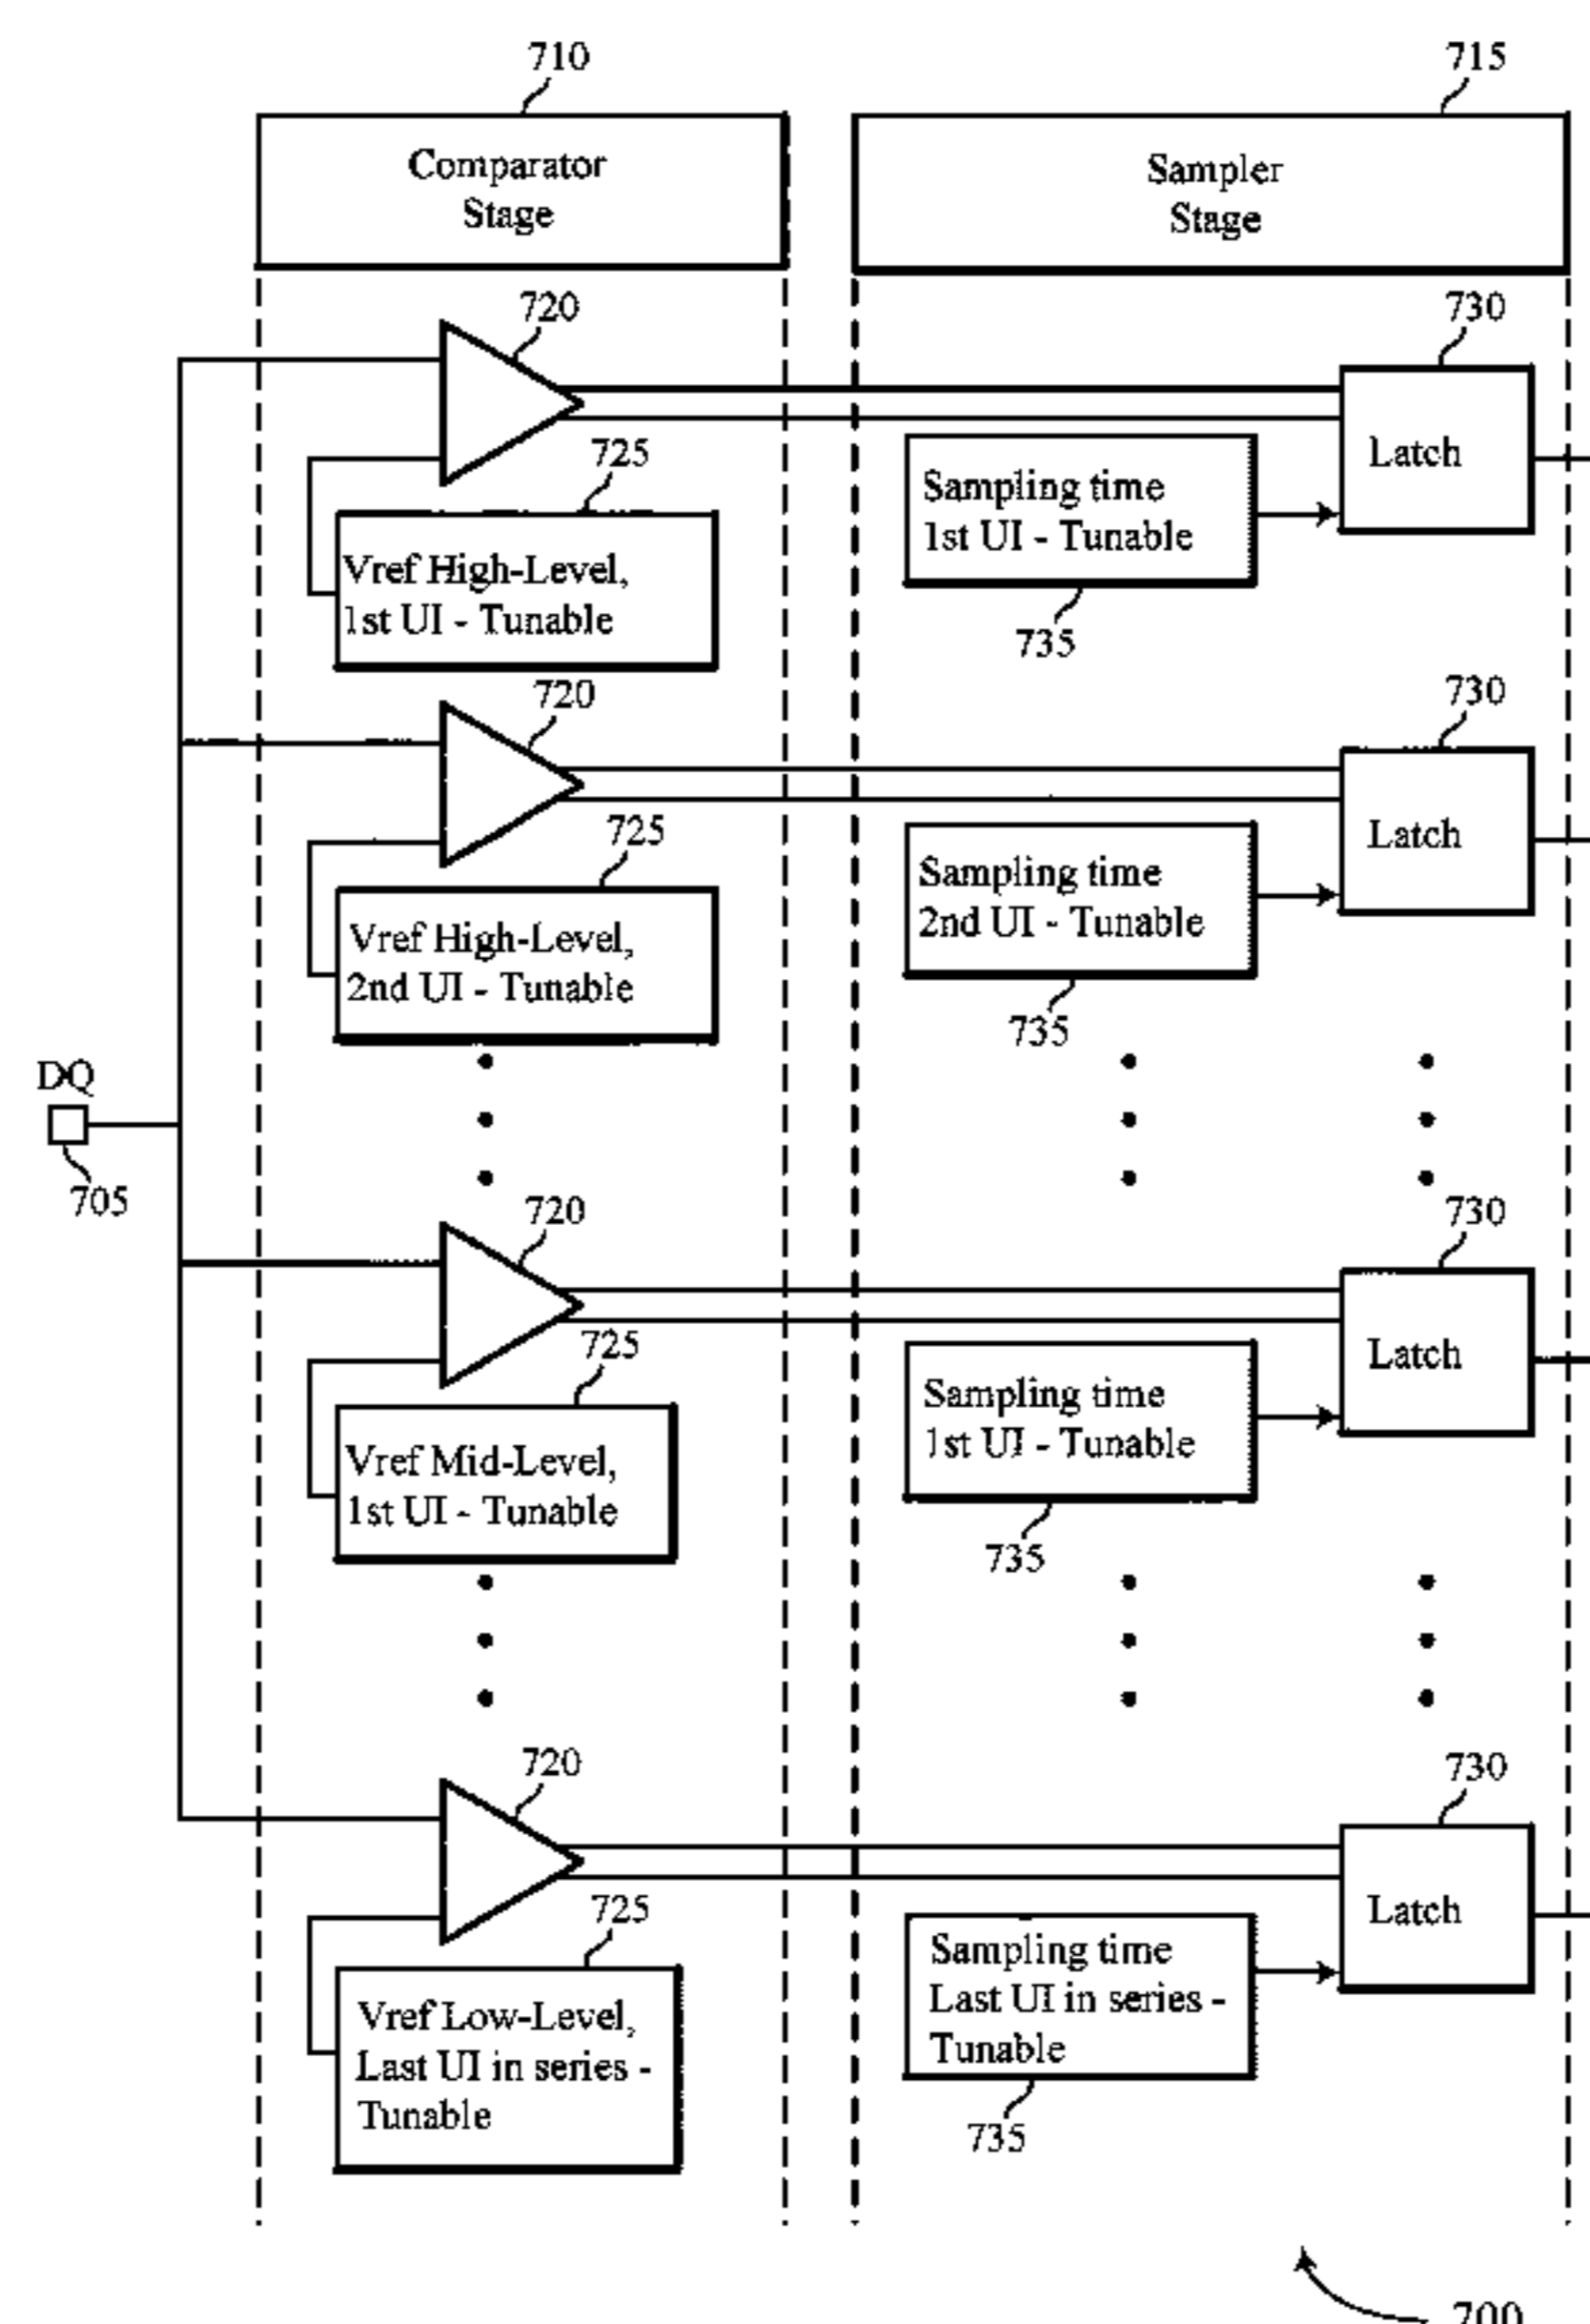 710
715
Comparator
Stage
Sampler
Stage
720
730
Latch
725
Sampling time
1st UI - Tunable
Vref High-Level,
1st UI - Tunable
735
720
730
Latch
725
Sampling time
2nd UI - Tunable
Vref High-Level,
2nd UI - Tunable
735
DQ
705
720
730
Latch
725
Sampling time
1st UI - Tunable
Vref Mid-Level,
1st UI - Tunable
735
720
730
Latch
725
Sampling time
Last UI in series -
Tunable
Vref Low-Level,
Last UI in series -
Tunable
735
700